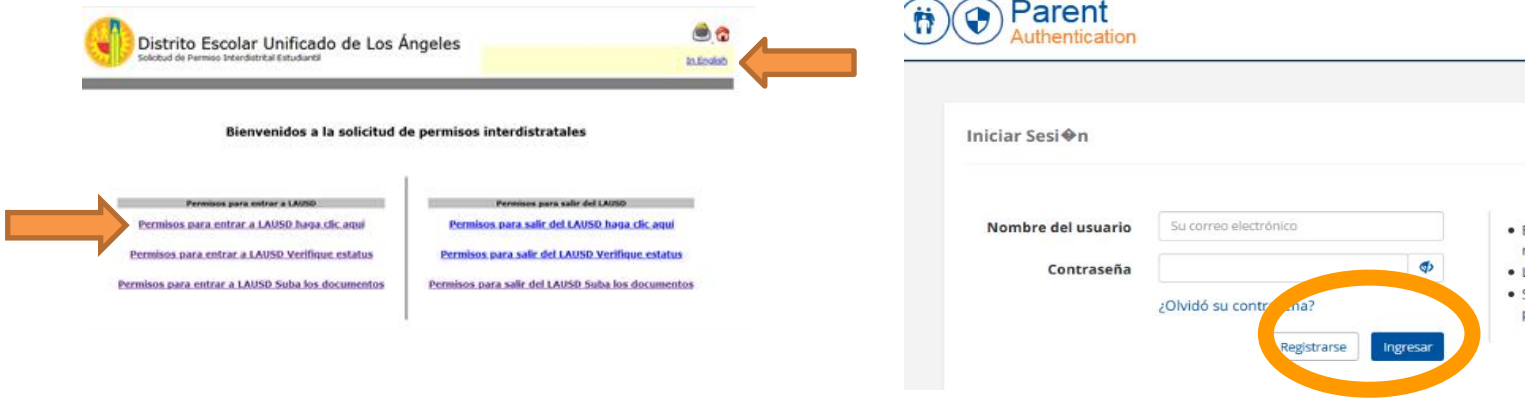 Distrito Escolar Unificado de Los Ángeles
Solicitud de Permiso Interdistrital Estudiantil
In English
Bienvenidos a la solicitud de permisos interdistratales
Permisos para entrar a LAUSD
Permisos para entrar a LAUSD haga clic aquí
Permisos para entrar a LAUSD Verifique estatus
Permisos para entrar a LAUSD Suba los documentos
Permisos para salir del LAUSD
Permisos para salir del LAUSD haga clic aquí
Permisos para salir del LAUSD Verifique estatus
Permisos para salir del LAUSD Suba los documentos
Parent
Authentication
Iniciar Sesi�n
Nombre del usuario
Su correo electrónico
Contraseña
¿Olvidó su contraseña?
Registrarse
Ingresar